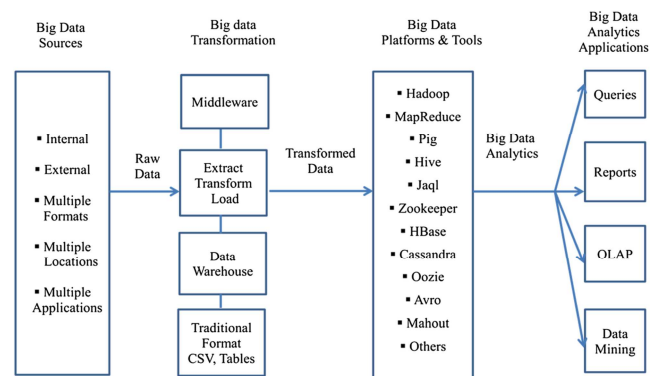 Big Data
Sources
Big data
Transformation
Big Data
Platforms & Tools
Big Data
Analytics
Applications
▪ Internal
▪ External
▪ Multiple
Formats
▪ Multiple
Locations
▪ Multiple
Applications
Raw
Data
Middleware
Extract
Transform
Load
Data
Warehouse
Traditional
Format
CSV, Tables
Transformed
Data
▪ Hadoop
▪ MapReduce
▪ Pig
▪ Hive
▪ Jaql
▪ Zookeeper
▪ HBase
▪ Cassandra
▪ Oozie
▪ Avro
▪ Mahout
▪ Others
Big Data
Analytics
Queries
Reports
OLAP
Data
Mining